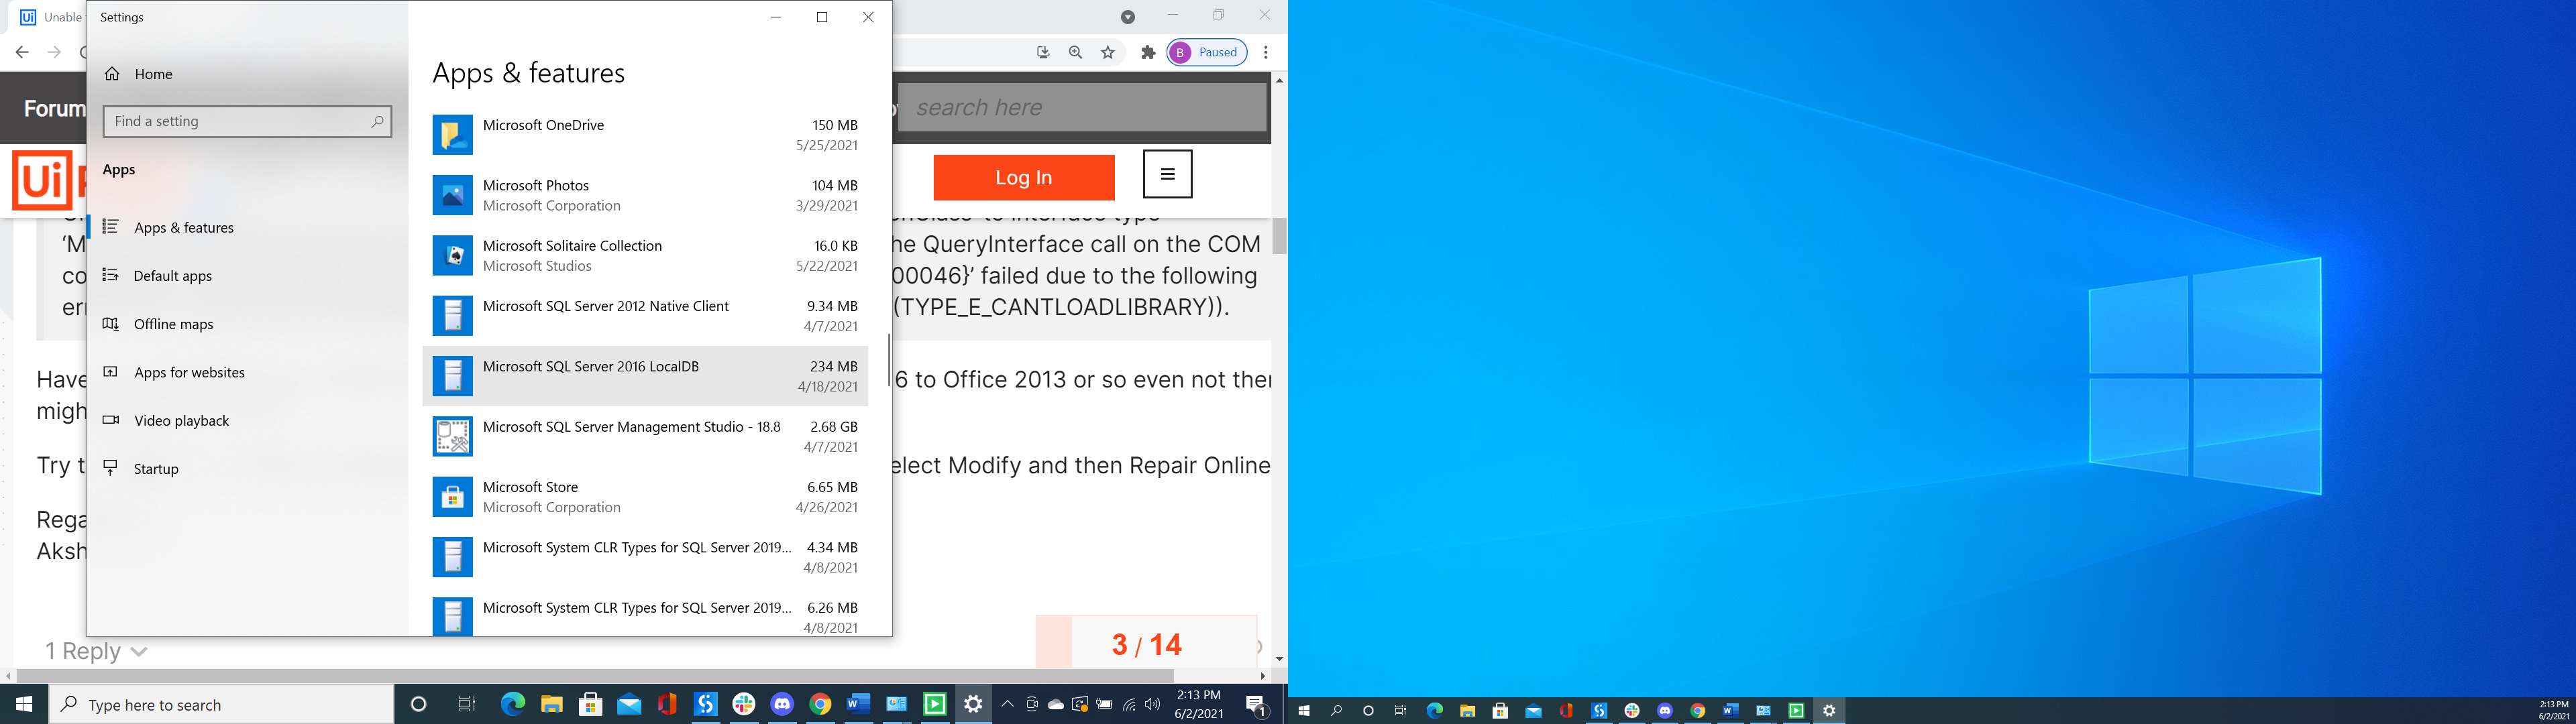 Unable
Settings
Home
Find a setting
Apps
Apps & features
Default apps
Offline maps
Apps for websites
Video playback
Startup
Apps & features
Microsoft OneDrive
150 MB
5/25/2021
Microsoft Photos
104 MB
Microsoft Corporation
3/29/2021
Microsoft Solitaire Collection
16.0 KB
Microsoft Studios
5/22/2021
Microsoft SQL Server 2012 Native Client
9.34 MB
4/7/2021
Microsoft SQL Server 2016 LocalDB
234 MB
4/18/2021
Microsoft SQL Server Management Studio - 18.8
2.68 GB
4/7/2021
Microsoft Store
6.65 MB
Microsoft Corporation
4/26/2021
Microsoft System CLR Types for SQL Server 2019...
4.34 MB
4/8/2021
Microsoft System CLR Types for SQL Server 2019...
6.26 MB
4/8/2021
B Paused
Forum
search here
Ui
Log In
to interface type
‘M
he QueryInterface call on the COM
co
00046}’ failed due to the following
err
(TYPE_E_CANTLOADLIBRARY)).
Have
6 to Office 2013 or so even not then
migh
Try t
elect Modify and then Repair Online
Rega
Aksh
1 Reply
3 / 14
Type here to search
2:13 PM
6/2/2021
1
2:13 PM
6/2/2021